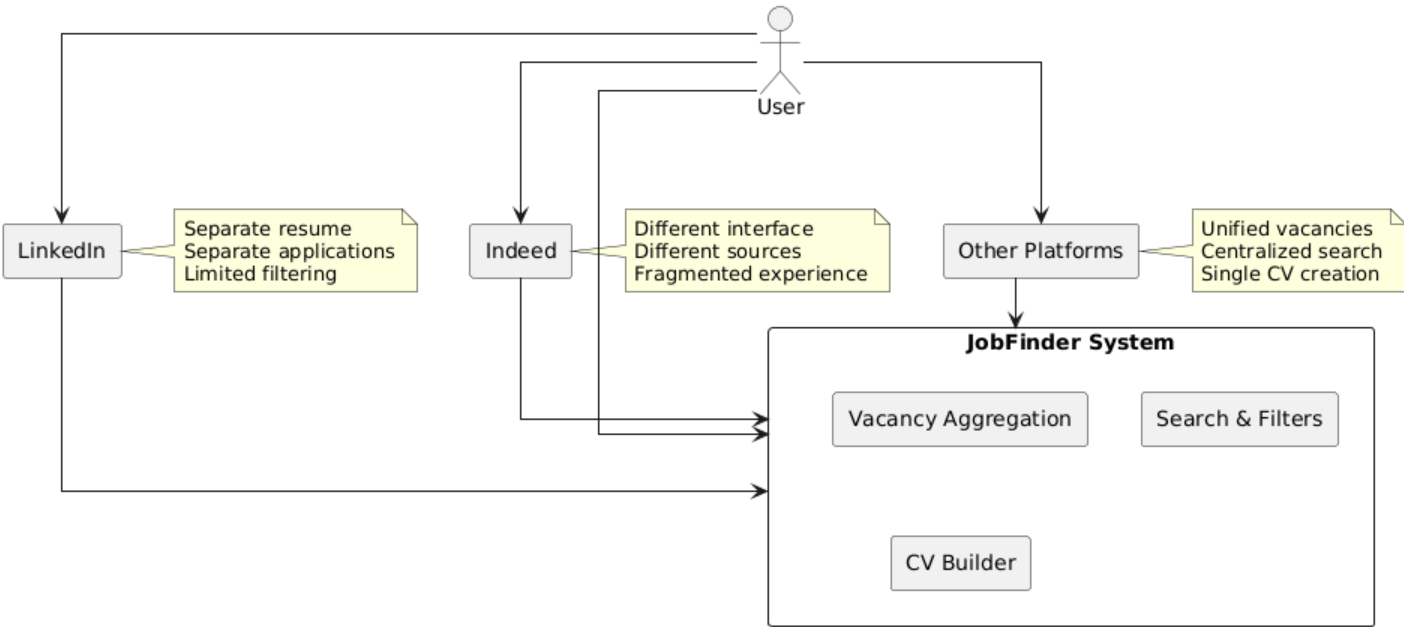 User
LinkedIn
Separate resume
Separate applications
Limited filtering
Indeed
Different interface
Different sources
Fragmented experience
Other Platforms
Unified vacancies
Centralized search
Single CV creation
JobFinder System
Vacancy Aggregation
Search & Filters
CV Builder